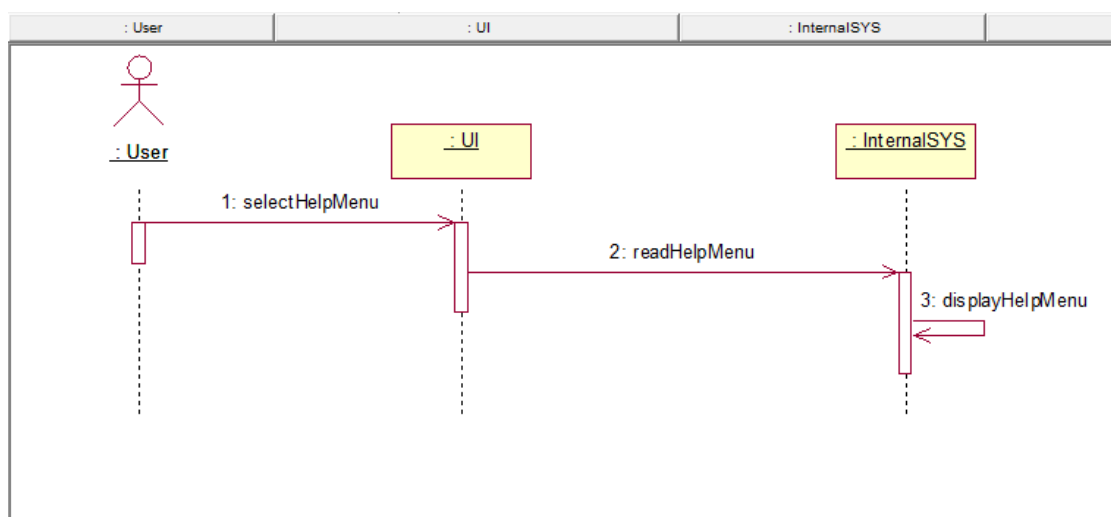 : User
: UI
: InternalSYS
: User
: UI
: InternalSYS
1: selectHelpMenu
2: readHelpMenu
3: displayHelpMenu